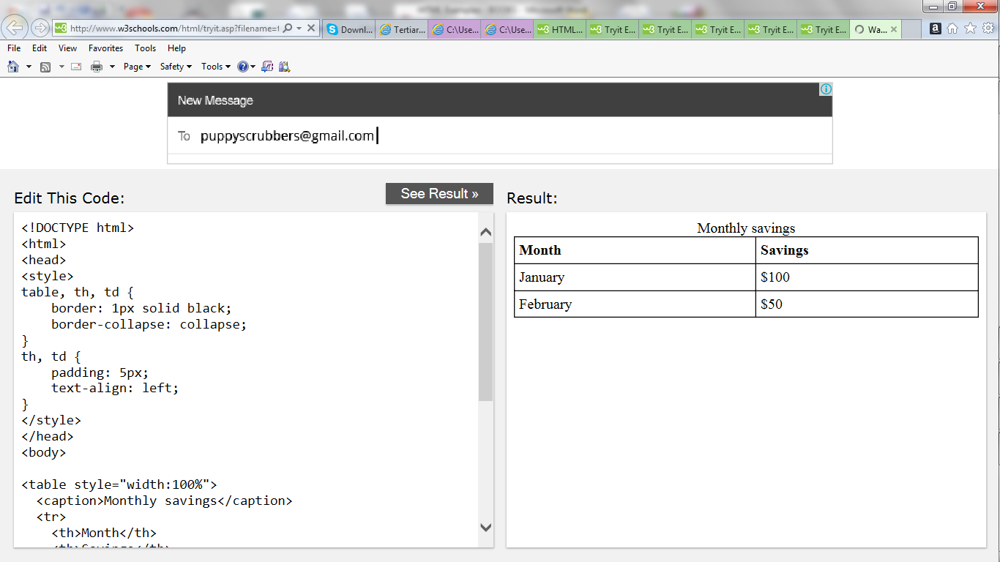 http://www.w3schools.com/html/tryit.asp?filename=t
Downl...
Tertiar...
C:\Use...
C:\Use...
HTML...
Tryit E...
Tryit E...
Tryit E...
Tryit E...
Tryit E...
Wa...
File Edit View Favorites Tools Help
Page Safety Tools
New Message
To puppyscrubbers@gmail.com
Edit This Code:
See Result »
<!DOCTYPE html>
<html>
<head>
<style>
table, th, td {
    border: 1px solid black;
    border-collapse: collapse;
}
th, td {
    padding: 5px;
    text-align: left;
}
</style>
</head>
<body>

<table style="width:100%">
  <caption>Monthly savings</caption>
  <tr>
    <th>Month</th>
    <th>Savings</th>
Result:
Monthly savings
Month Savings
January $100
February $50